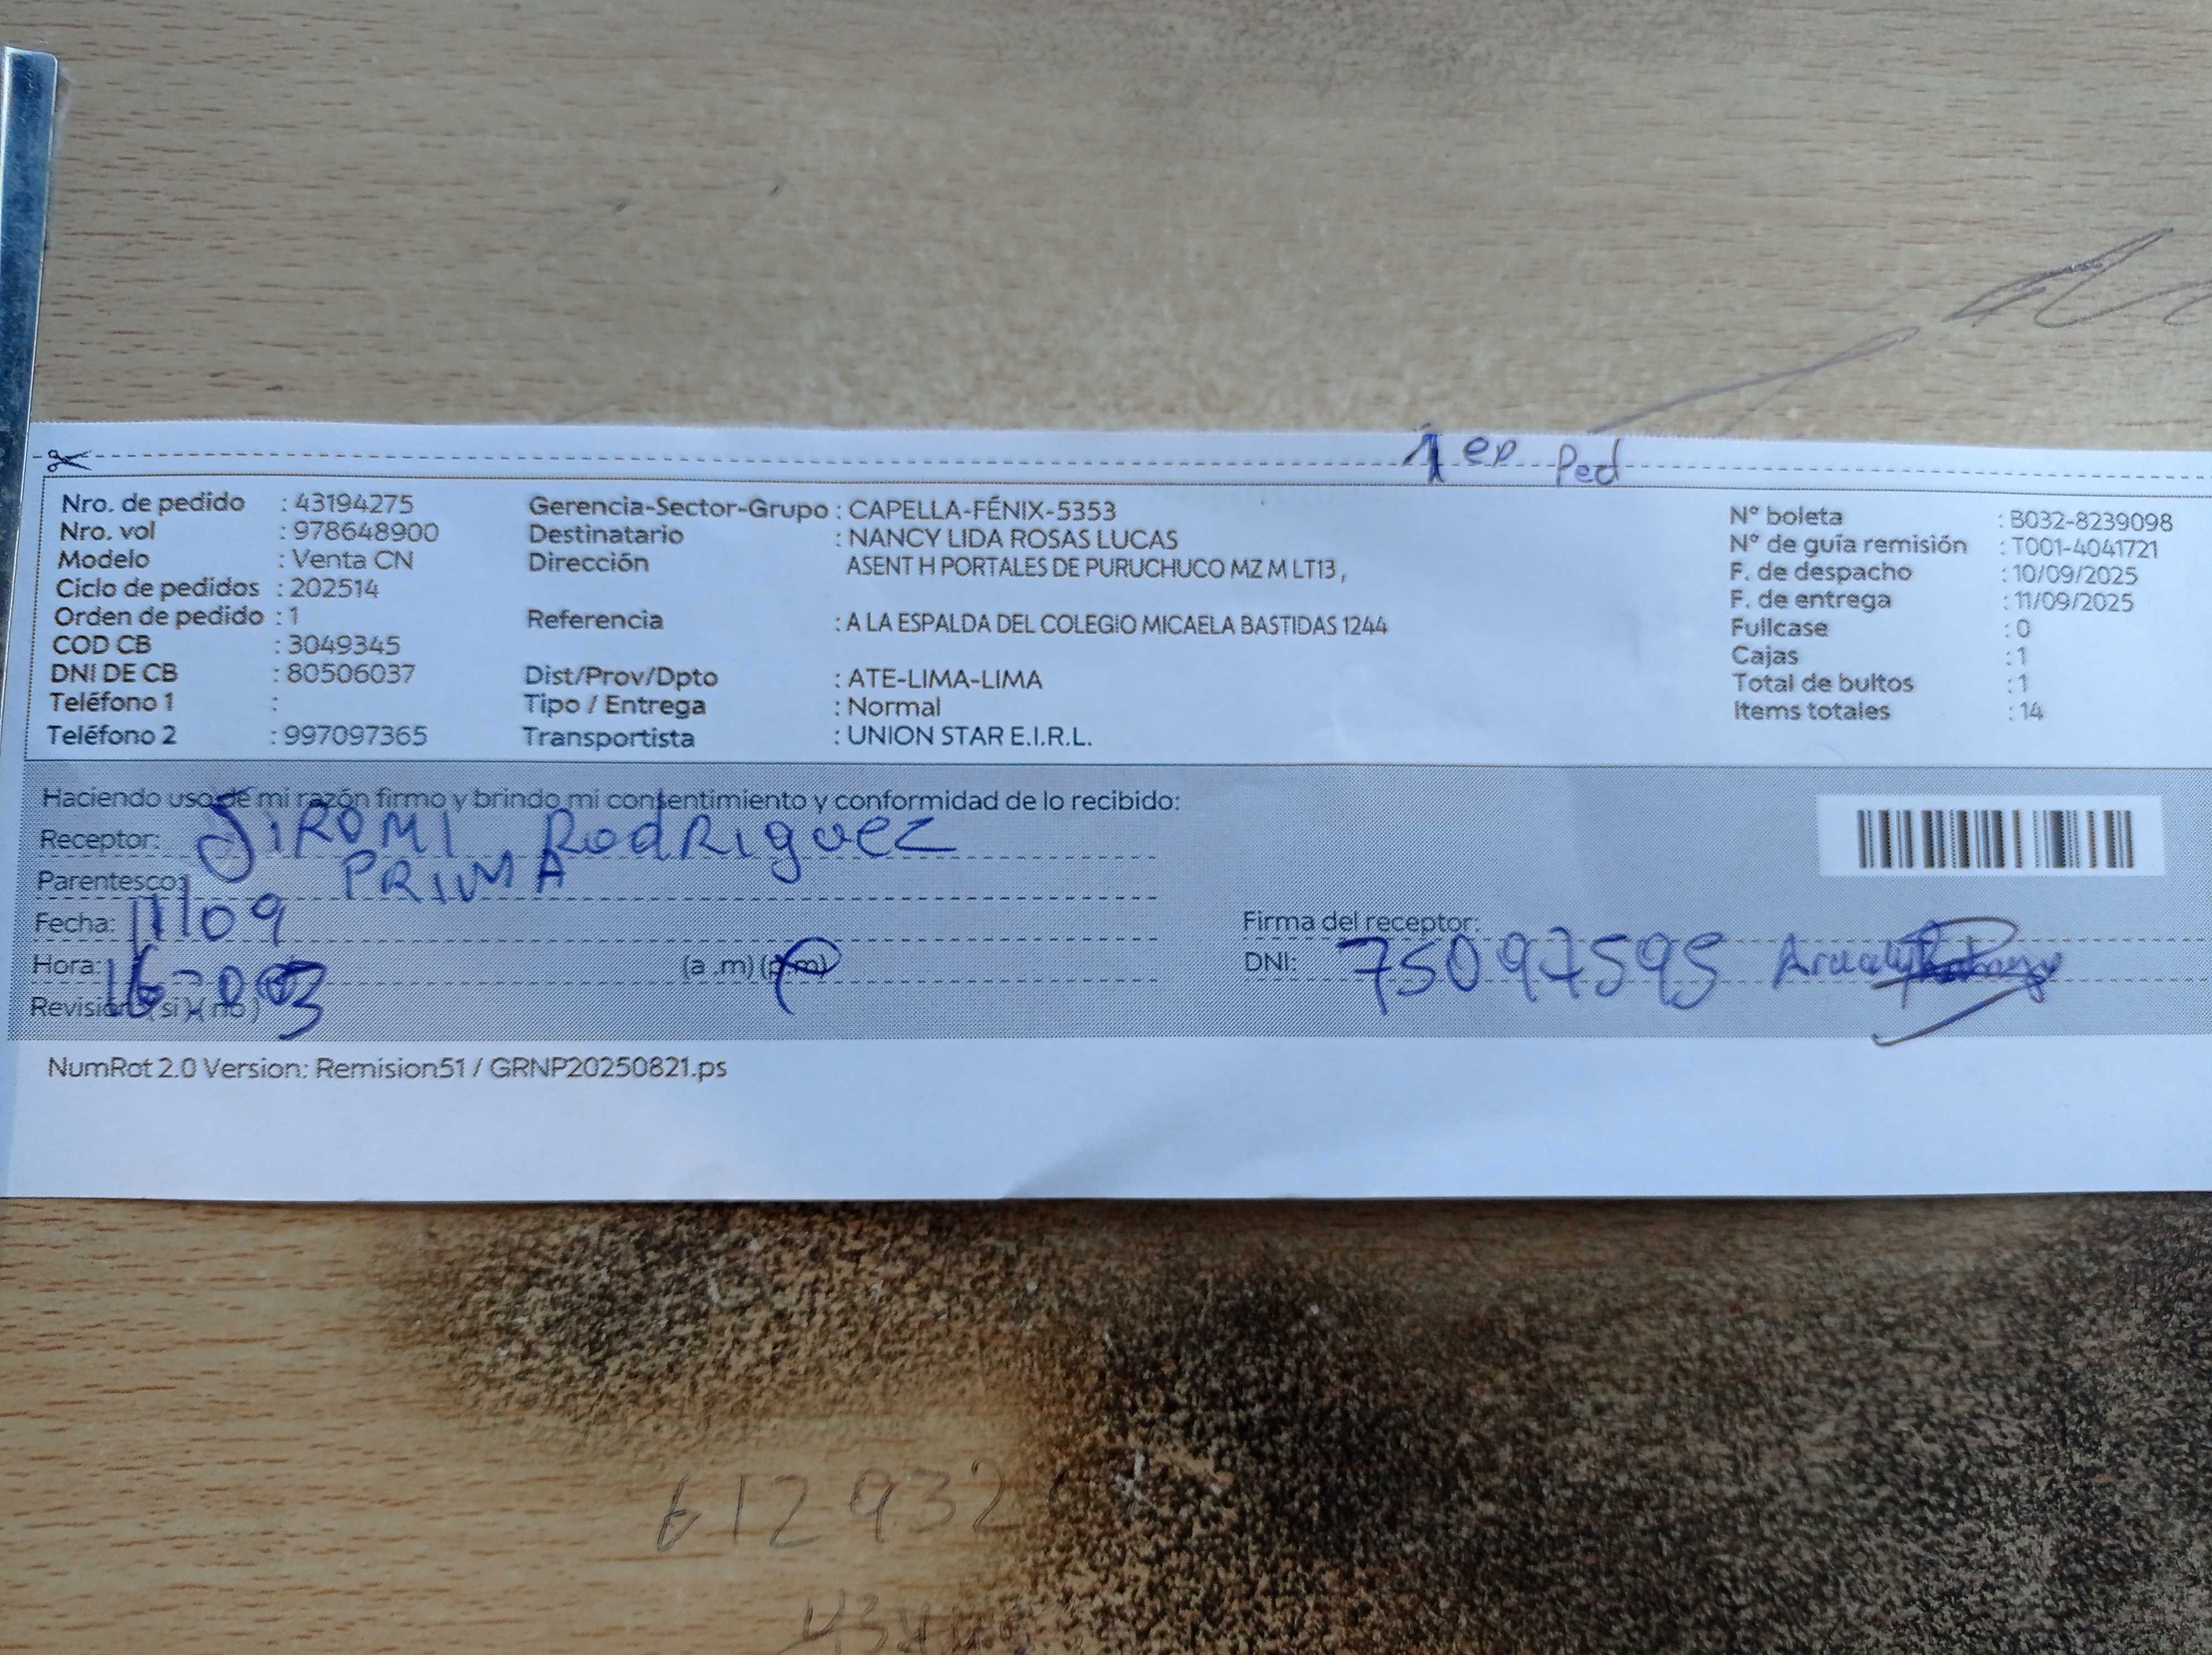 1 er Ped
Nro. de pedido : 43194275
Nro. vol : 978648900
Modelo : Venta CN
Ciclo de pedidos : 202514
Orden de pedido : 1
COD CB : 3049345
DNI DE CB : 80506037
Teléfono 1 :
Teléfono 2 : 997097365
Gerencia-Sector-Grupo : CAPELLA-FÉNIX-5353
Destinatario : NANCY LIDA ROSAS LUCAS
Dirección ASENT H PORTALES DE PURUCHUCO MZ M LT13 ,
Referencia : A LA ESPALDA DEL COLEGIO MICAELA BASTIDAS 1244
Dist/Prov/Dpto : ATE-LIMA-LIMA
Tipo / Entrega : Normal
Transportista : UNION STAR E.I.R.L.
N° boleta : B032-8239098
N° de guía remisión : T001-4041721
F. de despacho : 10/09/2025
F. de entrega : 11/09/2025
Fullcase : 0
Cajas : 1
Total de bultos : 1
Items totales : 14
Haciendo uso de mi razón firmo y brindo mi consentimiento y conformidad de lo recibido:
Receptor: JIROMI RodRIguez
Parentesco: PRIMA
Fecha: 11/09
Hora: (a .m) (p.m)
Revisión ( si ) ( no )
Firma del receptor:
DNI: 75097595
NumRot 2.0 Version: Remision51 / GRNP20250821.ps
612932